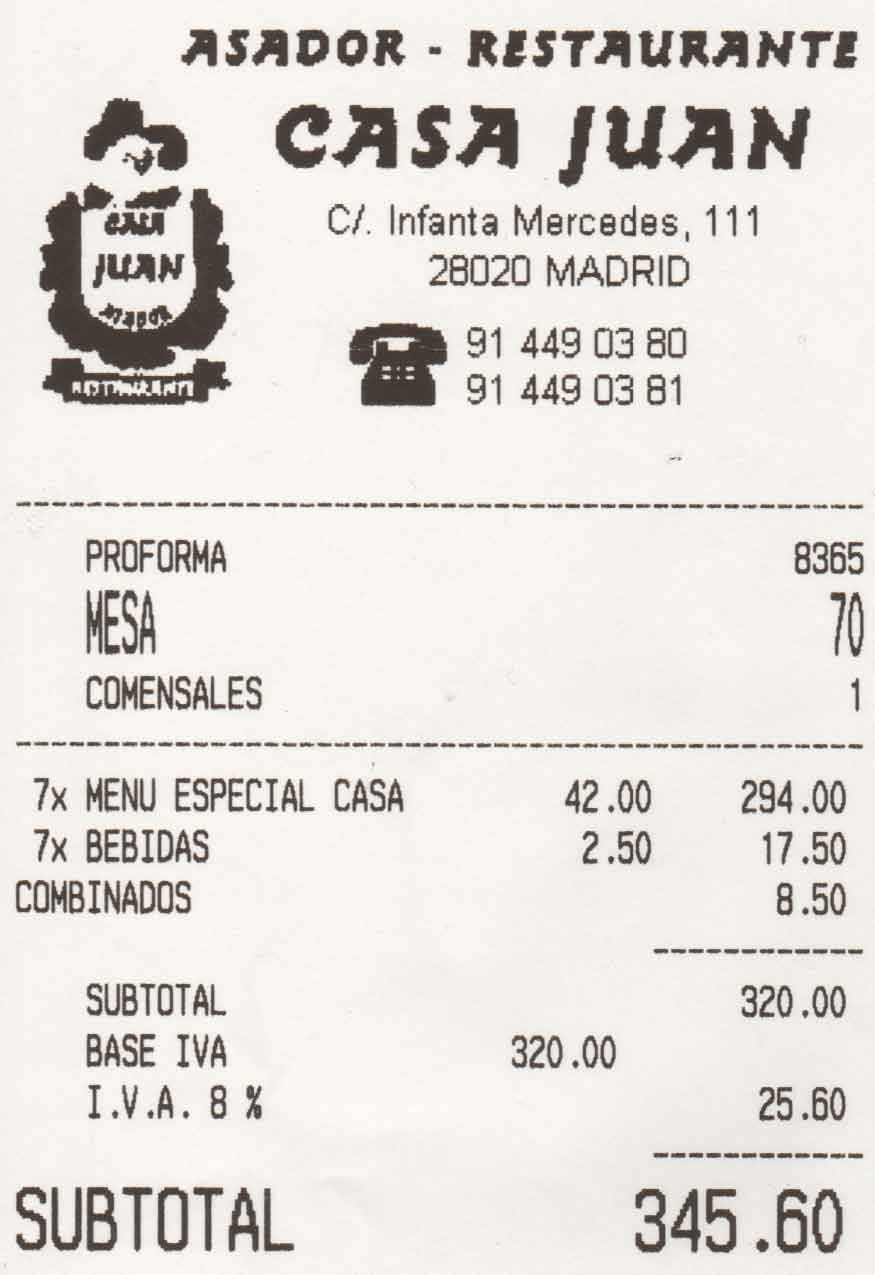 ASADOR - RESTAURANTE
CASA JUAN
CASA
JUAN
ASADOR
RESTAURANTE
C/. Infanta Mercedes, 111
28020 MADRID
91 449 03 80
91 449 03 81
PROFORMA 8365
MESA 70
COMENSALES 1
7x MENU ESPECIAL CASA 42.00 294.00
7x BEBIDAS 2.50 17.50
COMBINADOS 8.50
SUBTOTAL 320.00
BASE IVA 320.00
I.V.A. 8 % 25.60
SUBTOTAL 345.60